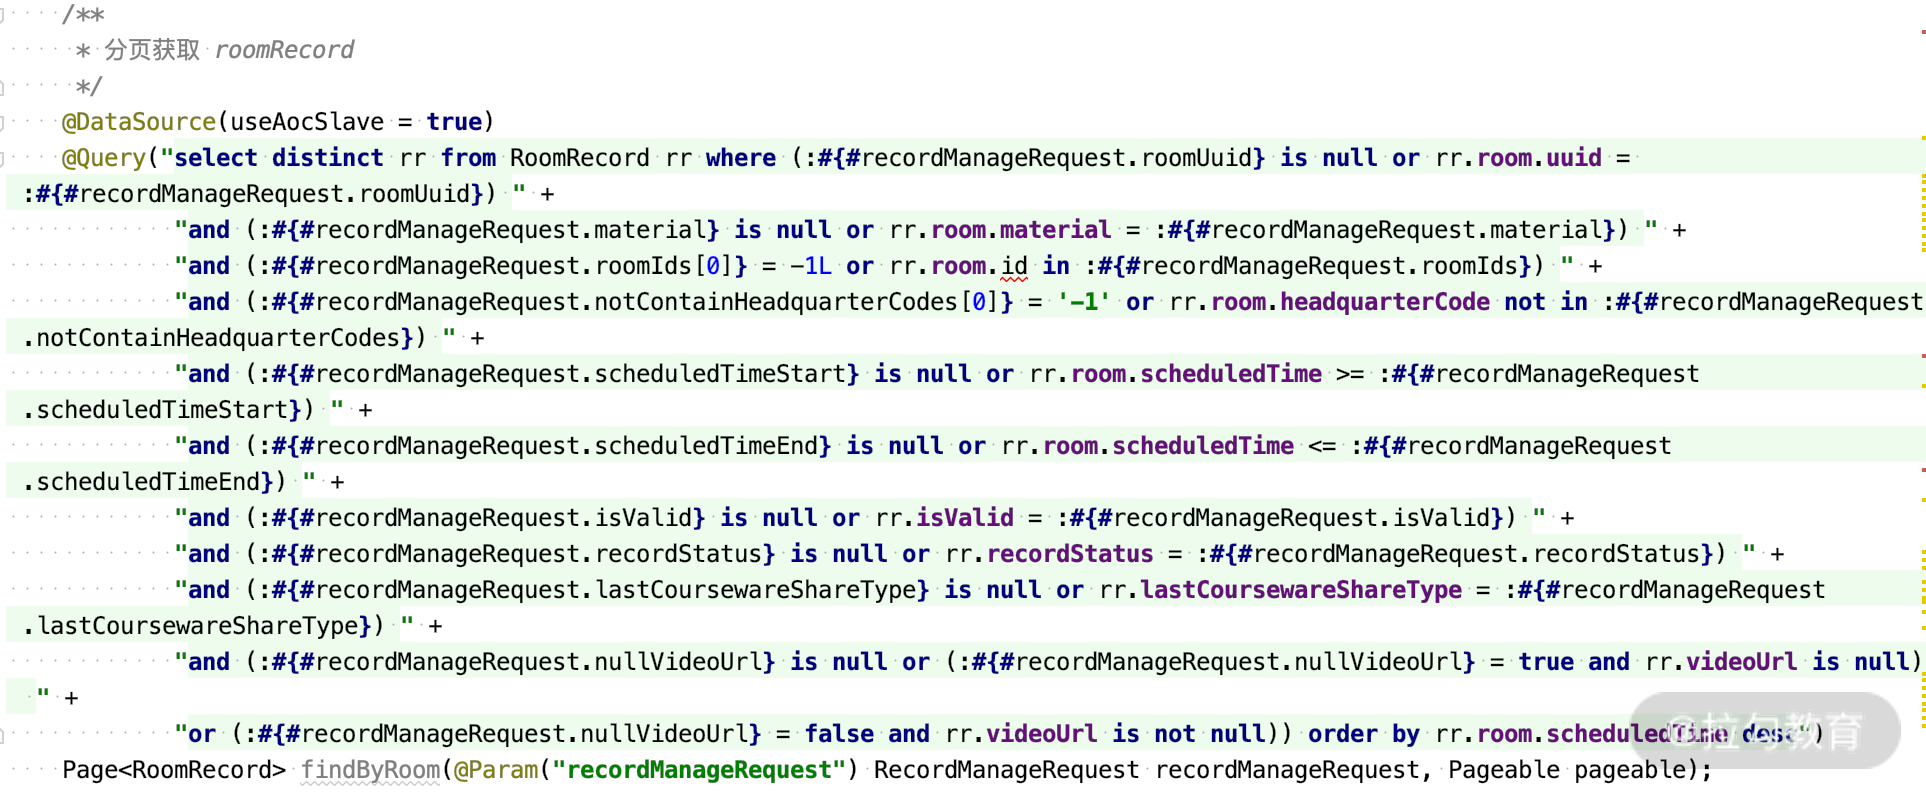 /**
* 分页获取 roomRecord
*/
@DataSource(useAocSlave = true)
@Query("select distinct rr from RoomRecord rr where (:#{#recordManageRequest.roomUuid} is null or rr.room.uuid =
:#{#recordManageRequest.roomUuid}) " +
"and (:#{#recordManageRequest.material} is null or rr.room.material = :#{#recordManageRequest.material}) " +
"and (:#{#recordManageRequest.roomIds[0]} = -1L or rr.room.id in :#{#recordManageRequest.roomIds}) " +
"and (:#{#recordManageRequest.notContainHeadquarterCodes[0]} = '-1' or rr.room.headquarterCode not in :#{#recordManageRequest
.notContainHeadquarterCodes}) " +
"and (:#{#recordManageRequest.scheduledTimeStart} is null or rr.room.scheduledTime >= :#{#recordManageRequest
.scheduledTimeStart}) " +
"and (:#{#recordManageRequest.scheduledTimeEnd} is null or rr.room.scheduledTime <= :#{#recordManageRequest
.scheduledTimeEnd}) " +
"and (:#{#recordManageRequest.isValid} is null or rr.isValid = :#{#recordManageRequest.isValid}) " +
"and (:#{#recordManageRequest.recordStatus} is null or rr.recordStatus = :#{#recordManageRequest.recordStatus}) " +
"and (:#{#recordManageRequest.lastCoursewareShareType} is null or rr.lastCoursewareShareType = :#{#recordManageRequest
.lastCoursewareShareType}) " +
"and (:#{#recordManageRequest.nullVideoUrl} is null or (:#{#recordManageRequest.nullVideoUrl} = true and rr.videoUrl is null)
" +
"or (:#{#recordManageRequest.nullVideoUrl} = false and rr.videoUrl is not null)) order by rr.room.scheduledTime desc")
Page<RoomRecord> findByRoom(@Param("recordManageRequest") RecordManageRequest recordManageRequest, Pageable pageable);
@拉勾教育